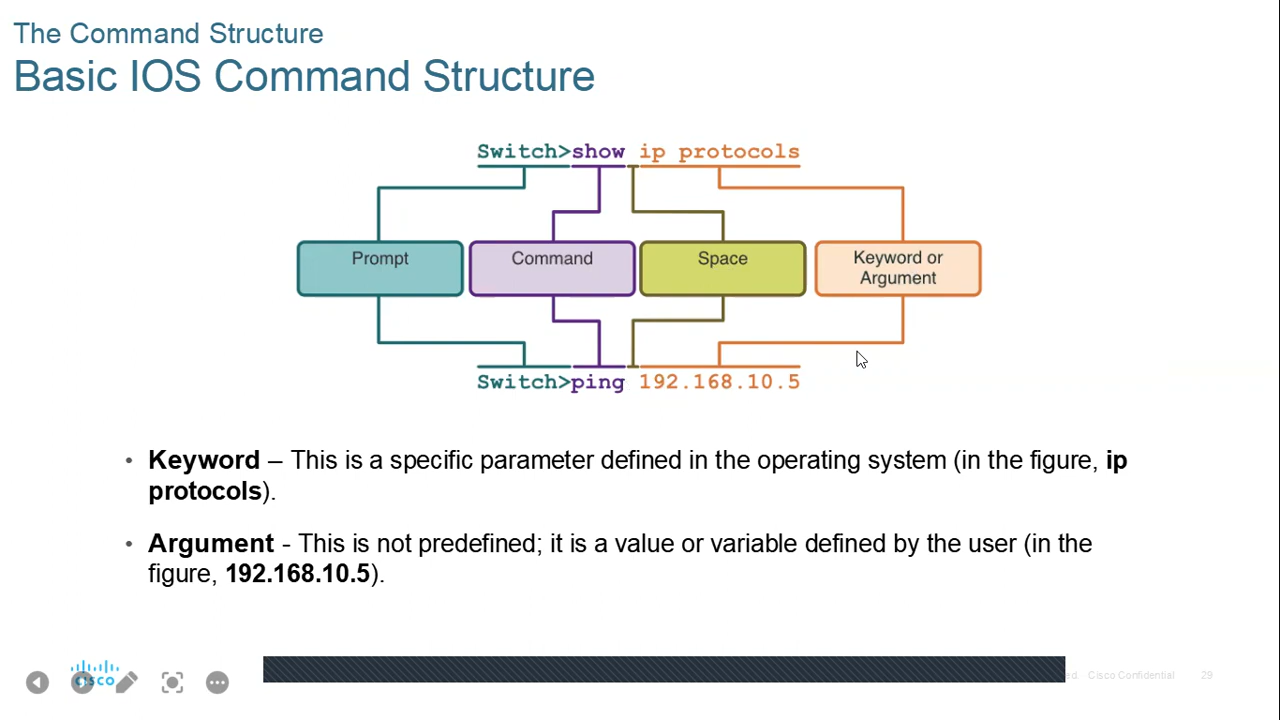 The Command Structure
Basic IOS Command Structure
Switch>show ip protocols
Prompt
Command
Space
Keyword or
Argument
Switch>ping 192.168.10.5
• Keyword – This is a specific parameter defined in the operating system (in the figure, ip
protocols).
• Argument - This is not predefined; it is a value or variable defined by the user (in the
figure, 192.168.10.5).
cisco
ed. Cisco Confidential 29